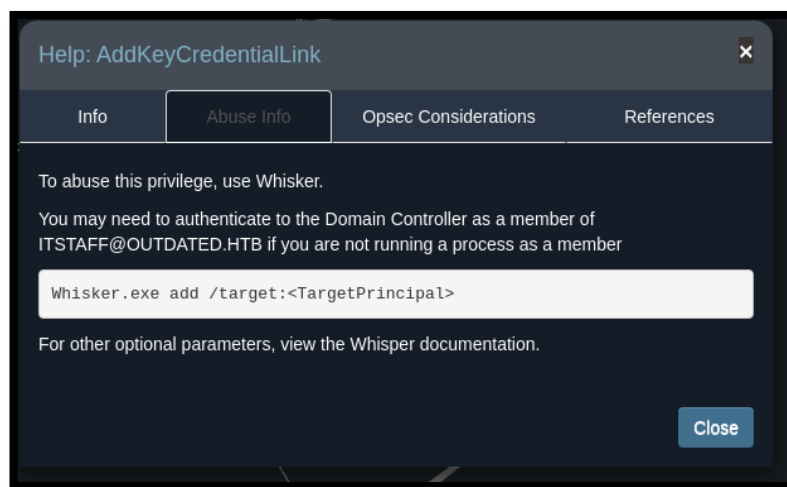 Help: AddKeyCredentialLink
×
Info
Abuse Info
Opsec Considerations
References
To abuse this privilege, use Whisker.
You may need to authenticate to the Domain Controller as a member of
ITSTAFF@OUTDATED.HTB if you are not running a process as a member
Whisker.exe add /target:<TargetPrincipal>
For other optional parameters, view the Whisper documentation.
Close